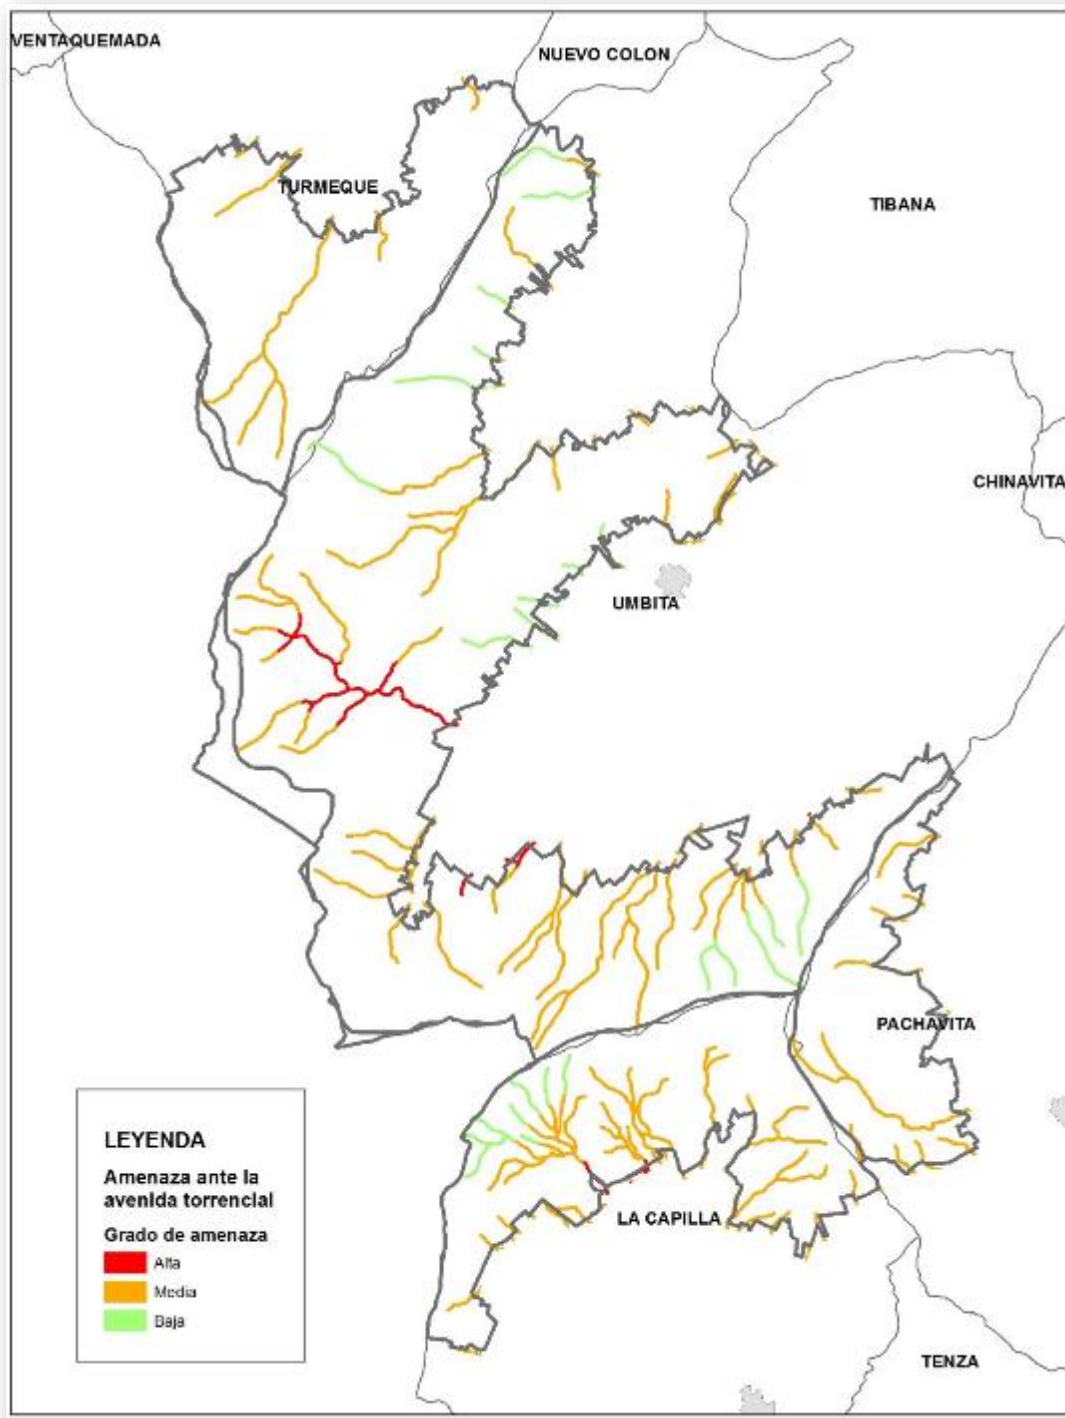 VENTAQUEMADA
NUEVO COLON
TURMEQUE
TIBANA
CHINAVITA
UMBITA
PACHAVITA
LEYENDA
Amenaza ante la
avenida torrencial
Grado de amenaza
Alta
Media
Baja
LA CAPILLA
TENZA